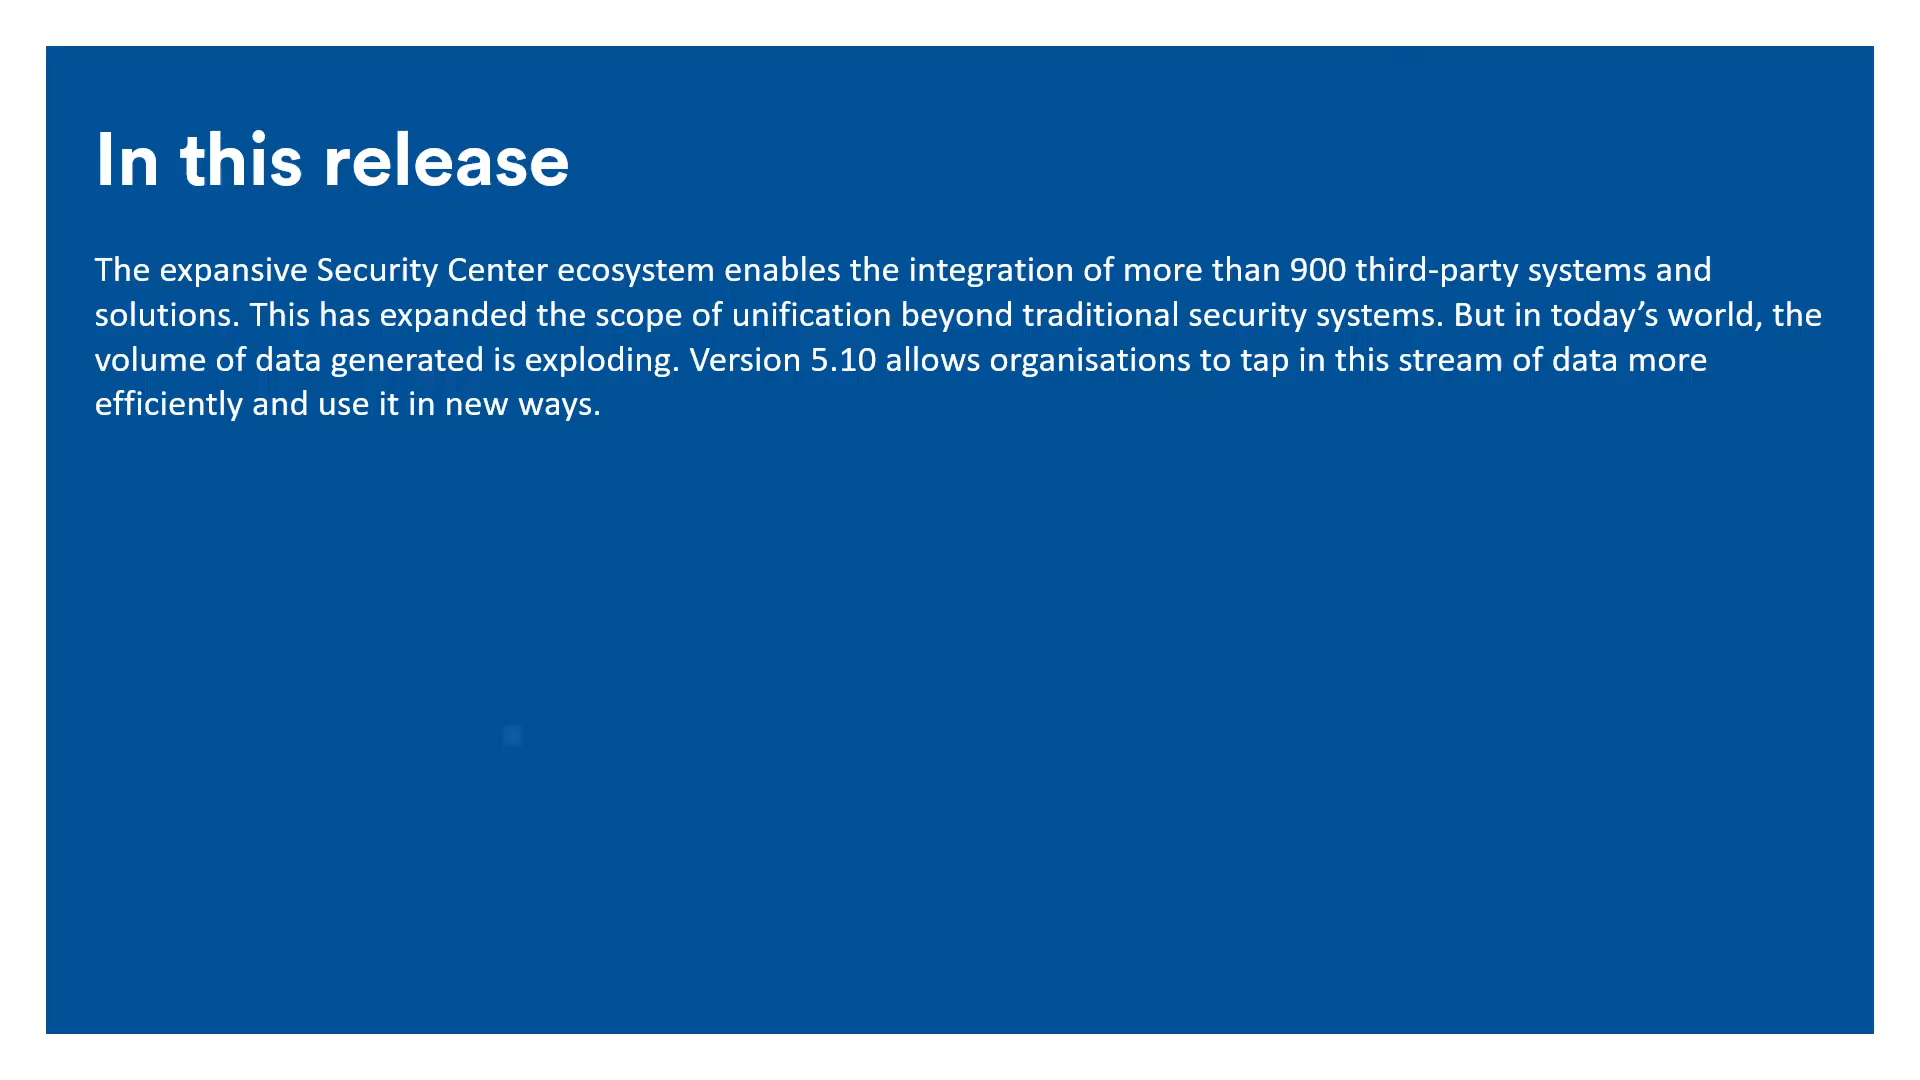 In this release
The expansive Security Center ecosystem enables the integration of more than 900 third-party systems and
solutions. This has expanded the scope of unification beyond traditional security systems. But in today’s world, the
volume of data generated is exploding. Version 5.10 allows organisations to tap in this stream of data more
efficiently and use it in new ways.